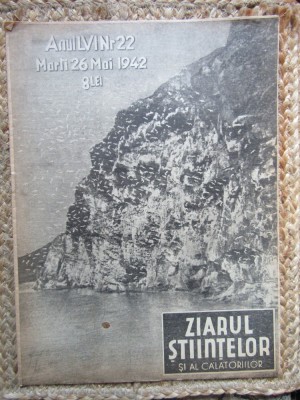 Anul LVI Nr 22
Marți 26 Mai 1942
8 LEI
ZIARUL
ȘTIINȚELOR
ȘI AL CĂLĂTORIILOR